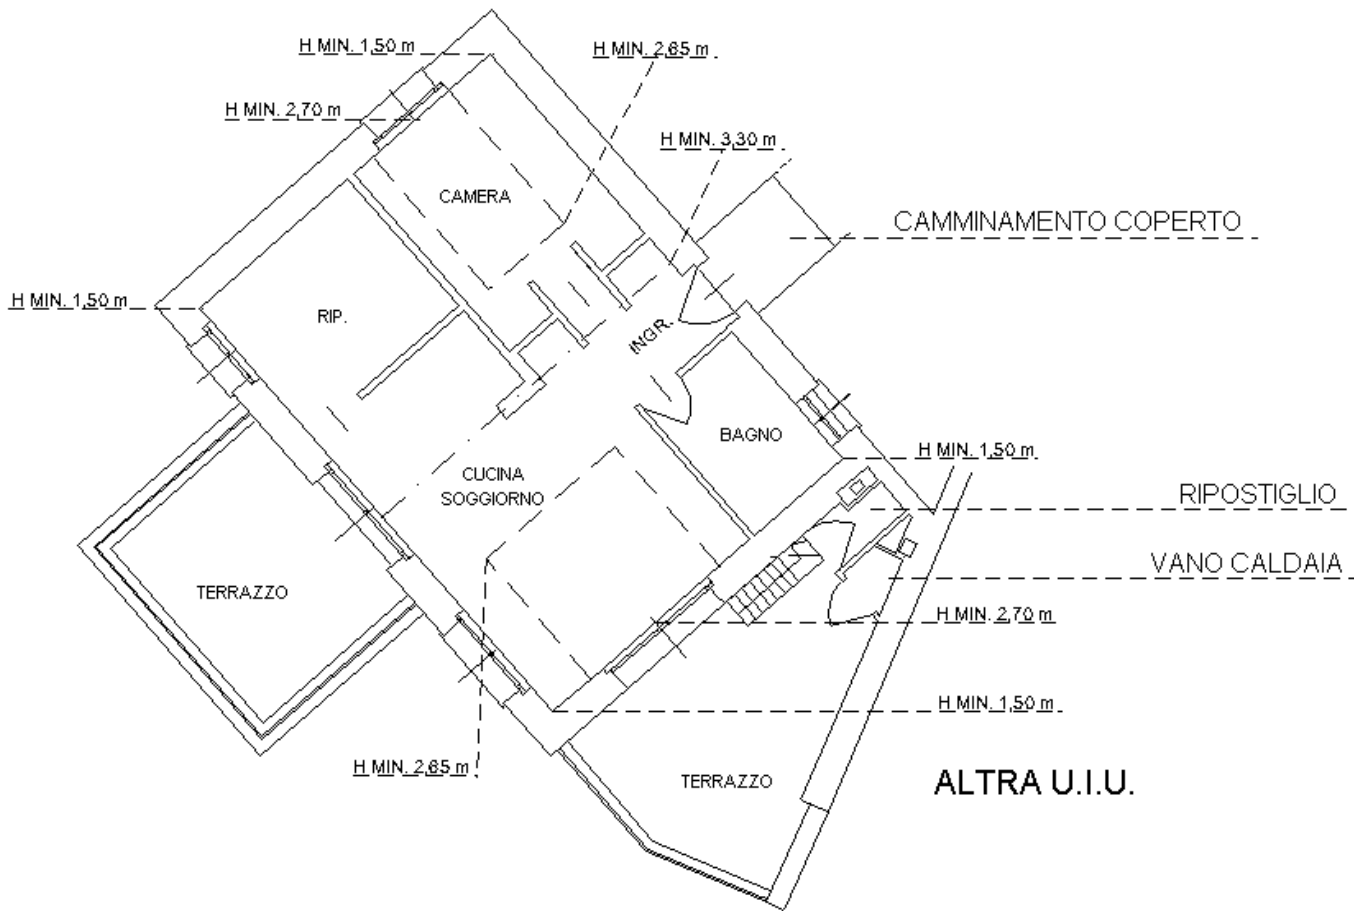 H MIN. 1,50 m
H MIN. 2,65 m
H MIN. 2,70 m
H MIN. 3,30 m
CAMERA
CAMMINAMENTO COPERTO
H MIN. 1,50 m
RIP.
INGR.
BAGNO
H MIN. 1,50 m
CUCINA
SOGGIORNO
RIPOSTIGLIO
VANO CALDAIA
TERRAZZO
H MIN. 2,70 m
H MIN. 1,50 m
H MIN. 2,65 m
TERRAZZO
ALTRA U.I.U.